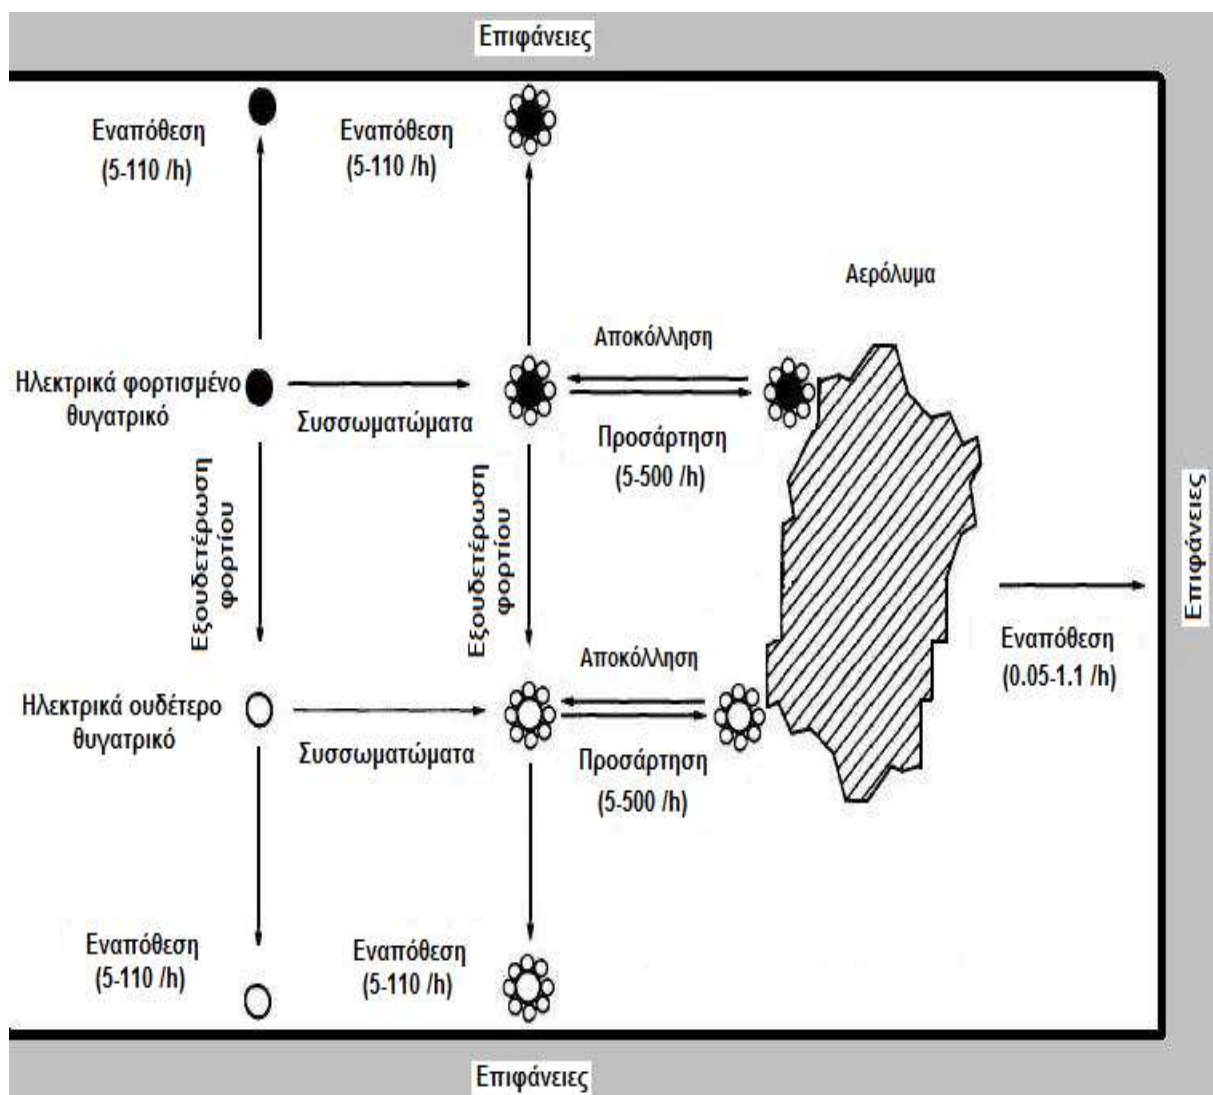 Επιφάνειες
Εναπόθεση
(5-110 /h)
Εναπόθεση
(5-110 /h)
Αερόλυμα
Αποκόλληση
Ηλεκτρικά φορτισμένο
θυγατρικό
Συσσωματώματα
Προσάρτηση
(5-500 /h)
Εξουδετέρωση
φορτίου
Εξουδετέρωση
φορτίου
Επιφάνειες
Εναπόθεση
(0.05-1.1 /h)
Αποκόλληση
Ηλεκτρικά ουδέτερο
θυγατρικό
Συσσωματώματα
Προσάρτηση
(5-500 /h)
Εναπόθεση
(5-110 /h)
Εναπόθεση
(5-110 /h)
Επιφάνειες